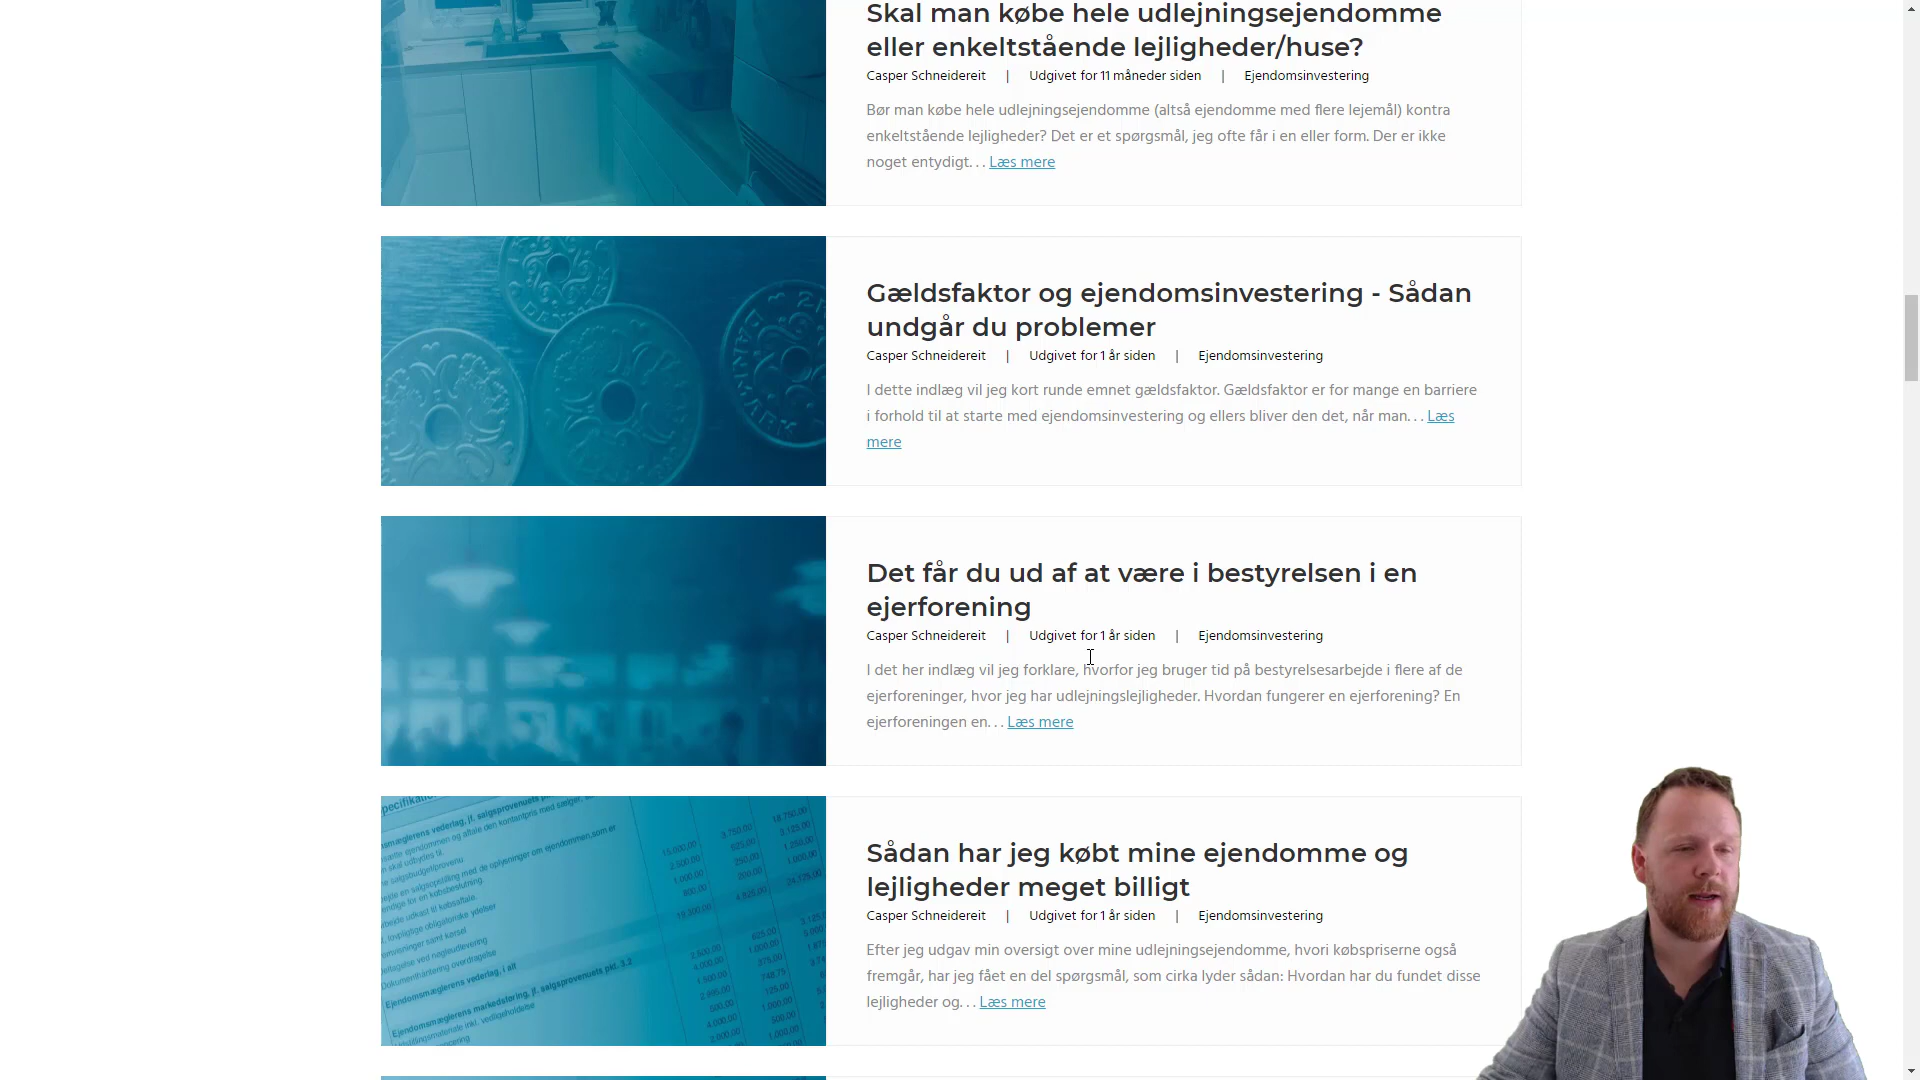 Skal man købe hele udlejningsejendomme
eller enkeltstående lejligheder/huse?
Casper Schneidereit | Udgivet for 11 måneder siden | Ejendomsinvestering
Bør man købe hele udlejningsejendomme (altså ejendomme med flere lejemål) kontra
enkeltstående lejligheder? Det er et spørgsmål, jeg ofte får i en eller form. Der er ikke
noget entydigt. . . Læs mere
Gældsfaktor og ejendomsinvestering - Sådan
undgår du problemer
Casper Schneidereit | Udgivet for 1 år siden | Ejendomsinvestering
I dette indlæg vil jeg kort runde emnet gældsfaktor. Gældsfaktor er for mange en barriere
i forhold til at starte med ejendomsinvestering og ellers bliver den det, når man. . . Læs
mere
Det får du ud af at være i bestyrelsen i en
ejerforening
Casper Schneidereit | Udgivet for 1 år siden | Ejendomsinvestering
I det her indlæg vil jeg forklare, hvorfor jeg bruger tid på bestyrelsesarbejde i flere af de
ejerforeninger, hvor jeg har udlejningslejligheder. Hvordan fungerer en ejerforening? En
ejerforeningen en. . . Læs mere
Sådan har jeg købt mine ejendomme og
lejligheder meget billigt
Casper Schneidereit | Udgivet for 1 år siden | Ejendomsinvestering
Efter jeg udgav min oversigt over mine udlejningsejendomme, hvori købspriserne også
fremgår, har jeg fået en del spørgsmål, som cirka lyder sådan: Hvordan har du fundet disse
lejligheder og. . . Læs mere